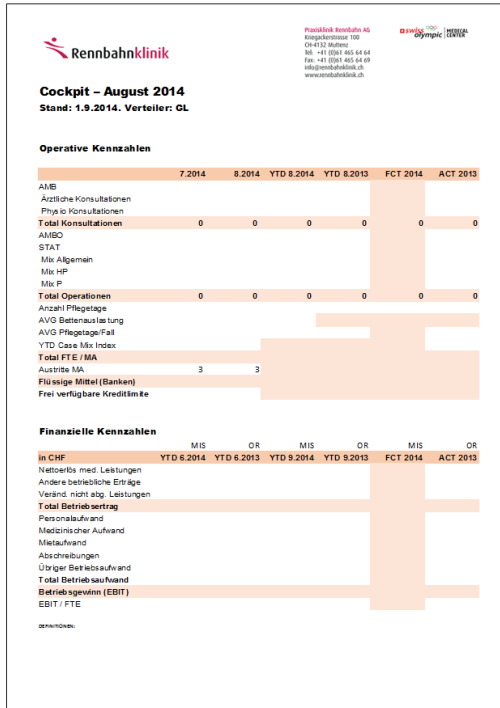 Rennbahnklinik
Praxisklinik Rennbahn AG
Kriegackerstrasse 100
CH-4132 Muttenz
Tel: +41 (0)61 465 64 64
Fax: +41 (0)61 465 64 69
info@rennbahnklinik.ch
www.rennbahnklinik.ch
swiss olympic MEDICAL CENTER
Cockpit – August 2014
Stand: 1.9.2014. Verteiler: GL
Operative Kennzahlen
7.2014 8.2014 YTD 8.2014 YTD 8.2013 FCT 2014 ACT 2013
AMB
Ärztliche Konsultationen
Physio Konsultationen
Total Konsultationen 0 0 0 0 0 0
AMBO
STAT
Mix Allgemein
Mix HP
Mix P
Total Operationen 0 0 0 0 0 0
Anzahl Pflegetage
AVG Bettenauslastung
AVG Pflegetage/Fall
YTD Case Mix Index
Total FTE / MA
Austritte MA 3 3
Flüssige Mittel (Banken)
Frei verfügbare Kreditlimite
Finanzielle Kennzahlen
MIS OR MIS OR MIS OR
in CHF YTD 6.2014 YTD 6.2013 YTD 9.2014 YTD 9.2013 FCT 2014 ACT 2013
Nettoerlös med. Leistungen
Andere betriebliche Erträge
Veränd. nicht abg. Leistungen
Total Betriebsertrag
Personalaufwand
Medizinischer Aufwand
Mietaufwand
Abschreibungen
Übriger Betriebsaufwand
Total Betriebsaufwand
Betriebsgewinn (EBIT)
EBIT / FTE
DEFINITIONEN: